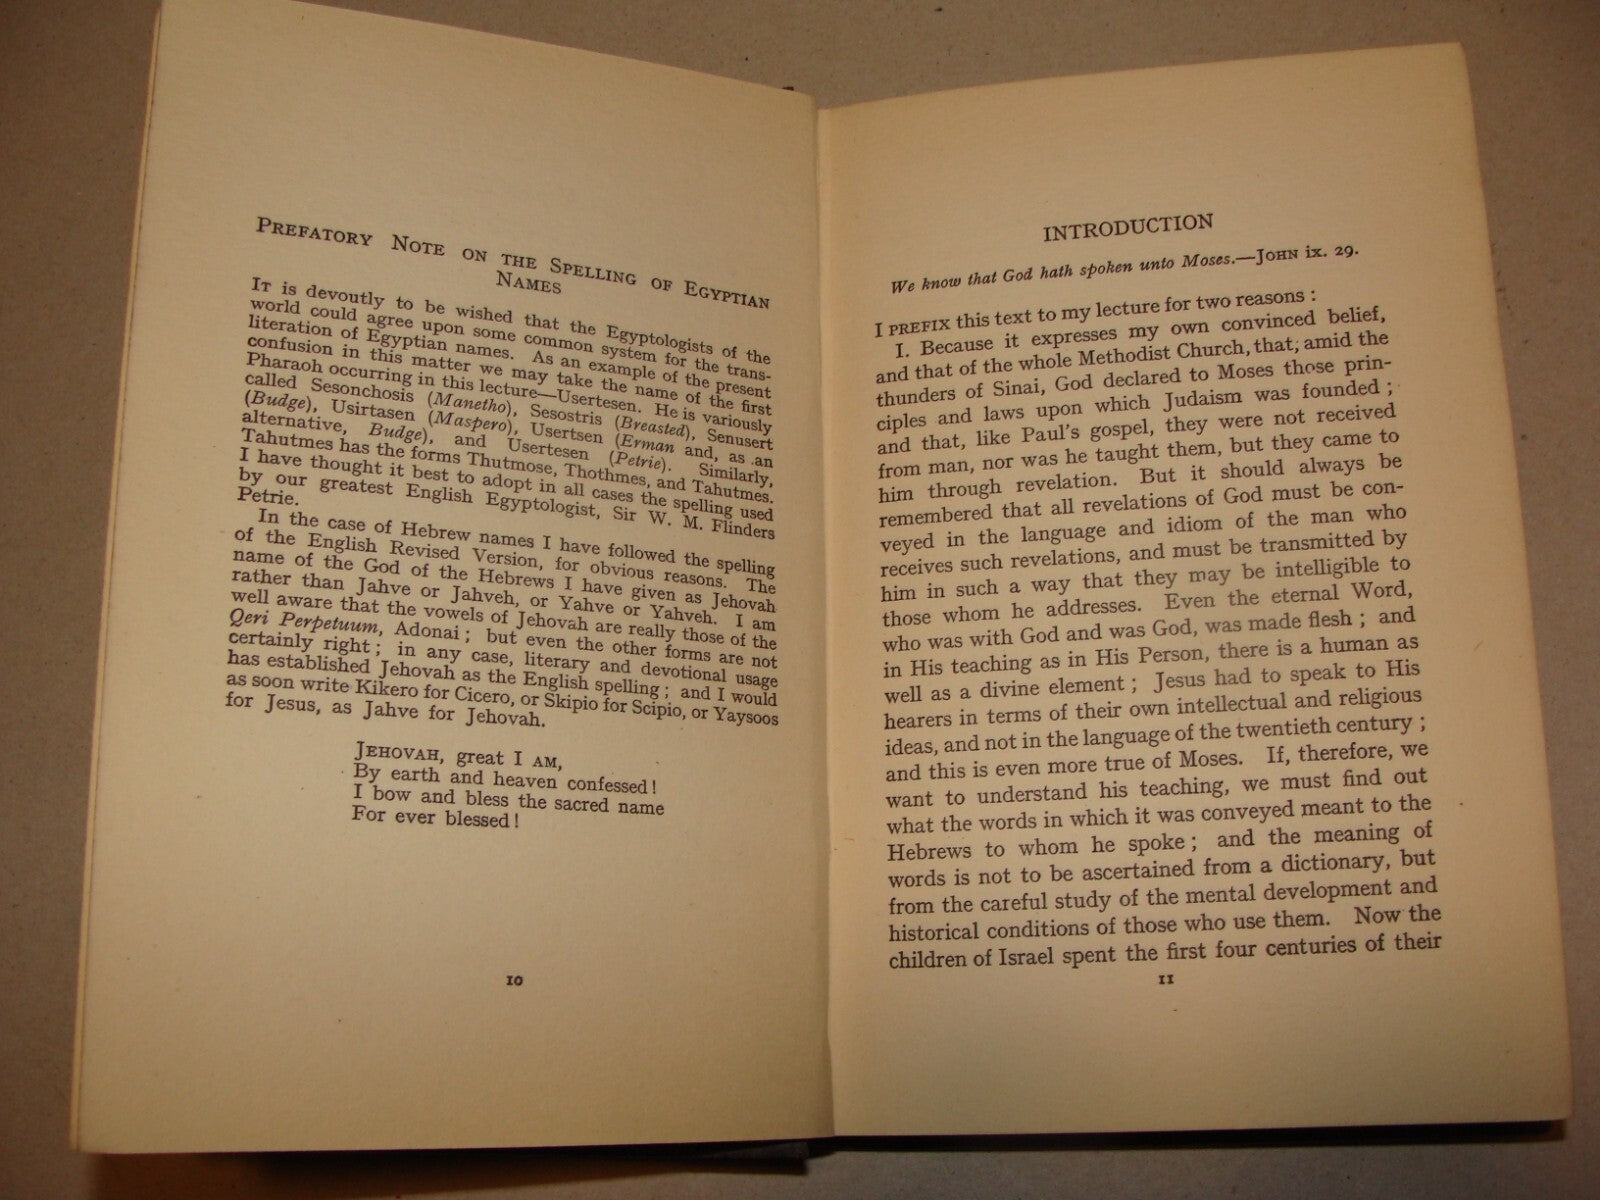 PREFATORY NOTE ON THE SPELLING OF EGYPTIAN
NAMES
IT is devoutly to be wished that the Egyptologists of the
world could agree upon some common system for the trans-
literation of Egyptian names. As an example of the present
confusion in this matter we may take the name of the first
Pharaoh occurring in this lecture—Usertesen. He is variously
called Sesonchosis (Manetho), Sesostris (Breasted), Senusert
(Budge), Usirtasen (Maspero), Usertsen (Erman and, as an
alternative, Budge), and Usertesen (Petrie). Similarly,
Tahutmes has the forms Thutmose, Thothmes, and Tahutmes.
I have thought it best to adopt in all cases the spelling used
by our greatest English Egyptologist, Sir W. M. Flinders
Petrie.
In the case of Hebrew names I have followed the spelling
of the English Revised Version, for obvious reasons. The
name of the God of the Hebrews I have given as Jehovah
rather than Jahve or Jahveh, or Yahve or Yahveh. I am
well aware that the vowels of Jehovah are really those of the
Qeri Perpetuum, Adonai; but even the other forms are not
certainly right; in any case, literary and devotional usage
has established Jehovah as the English spelling; and I would
as soon write Kikero for Cicero, or Skipio for Scipio, or Yaysoos
for Jesus, as Jahve for Jehovah.
JEHOVAH, great I AM,
By earth and heaven confessed!
I bow and bless the sacred name
For ever blessed!
10
INTRODUCTION
We know that God hath spoken unto Moses.—JOHN ix. 29.
I PREFIX this text to my lecture for two reasons:
I. Because it expresses my own convinced belief,
and that of the whole Methodist Church, that, amid the
thunders of Sinai, God declared to Moses those prin-
ciples and laws upon which Judaism was founded;
and that, like Paul's gospel, they were not received
from man, nor was he taught them, but they came to
him through revelation. But it should always be
remembered that all revelations of God must be con-
veyed in the language and idiom of the man who
receives such revelations, and must be transmitted by
him in such a way that they may be intelligible to
those whom he addresses. Even the eternal Word,
who was with God and was God, was made flesh; and
in His teaching as in His Person, there is a human as
well as a divine element; Jesus had to speak to His
hearers in terms of their own intellectual and religious
ideas, and not in the language of the twentieth century;
and this is even more true of Moses. If, therefore, we
want to understand his teaching, we must find out
what the words in which it was conveyed meant to the
Hebrews to whom he spoke; and the meaning of
words is not to be ascertained from a dictionary, but
from the careful study of the mental development and
historical conditions of those who use them. Now the
children of Israel spent the first four centuries of their
11